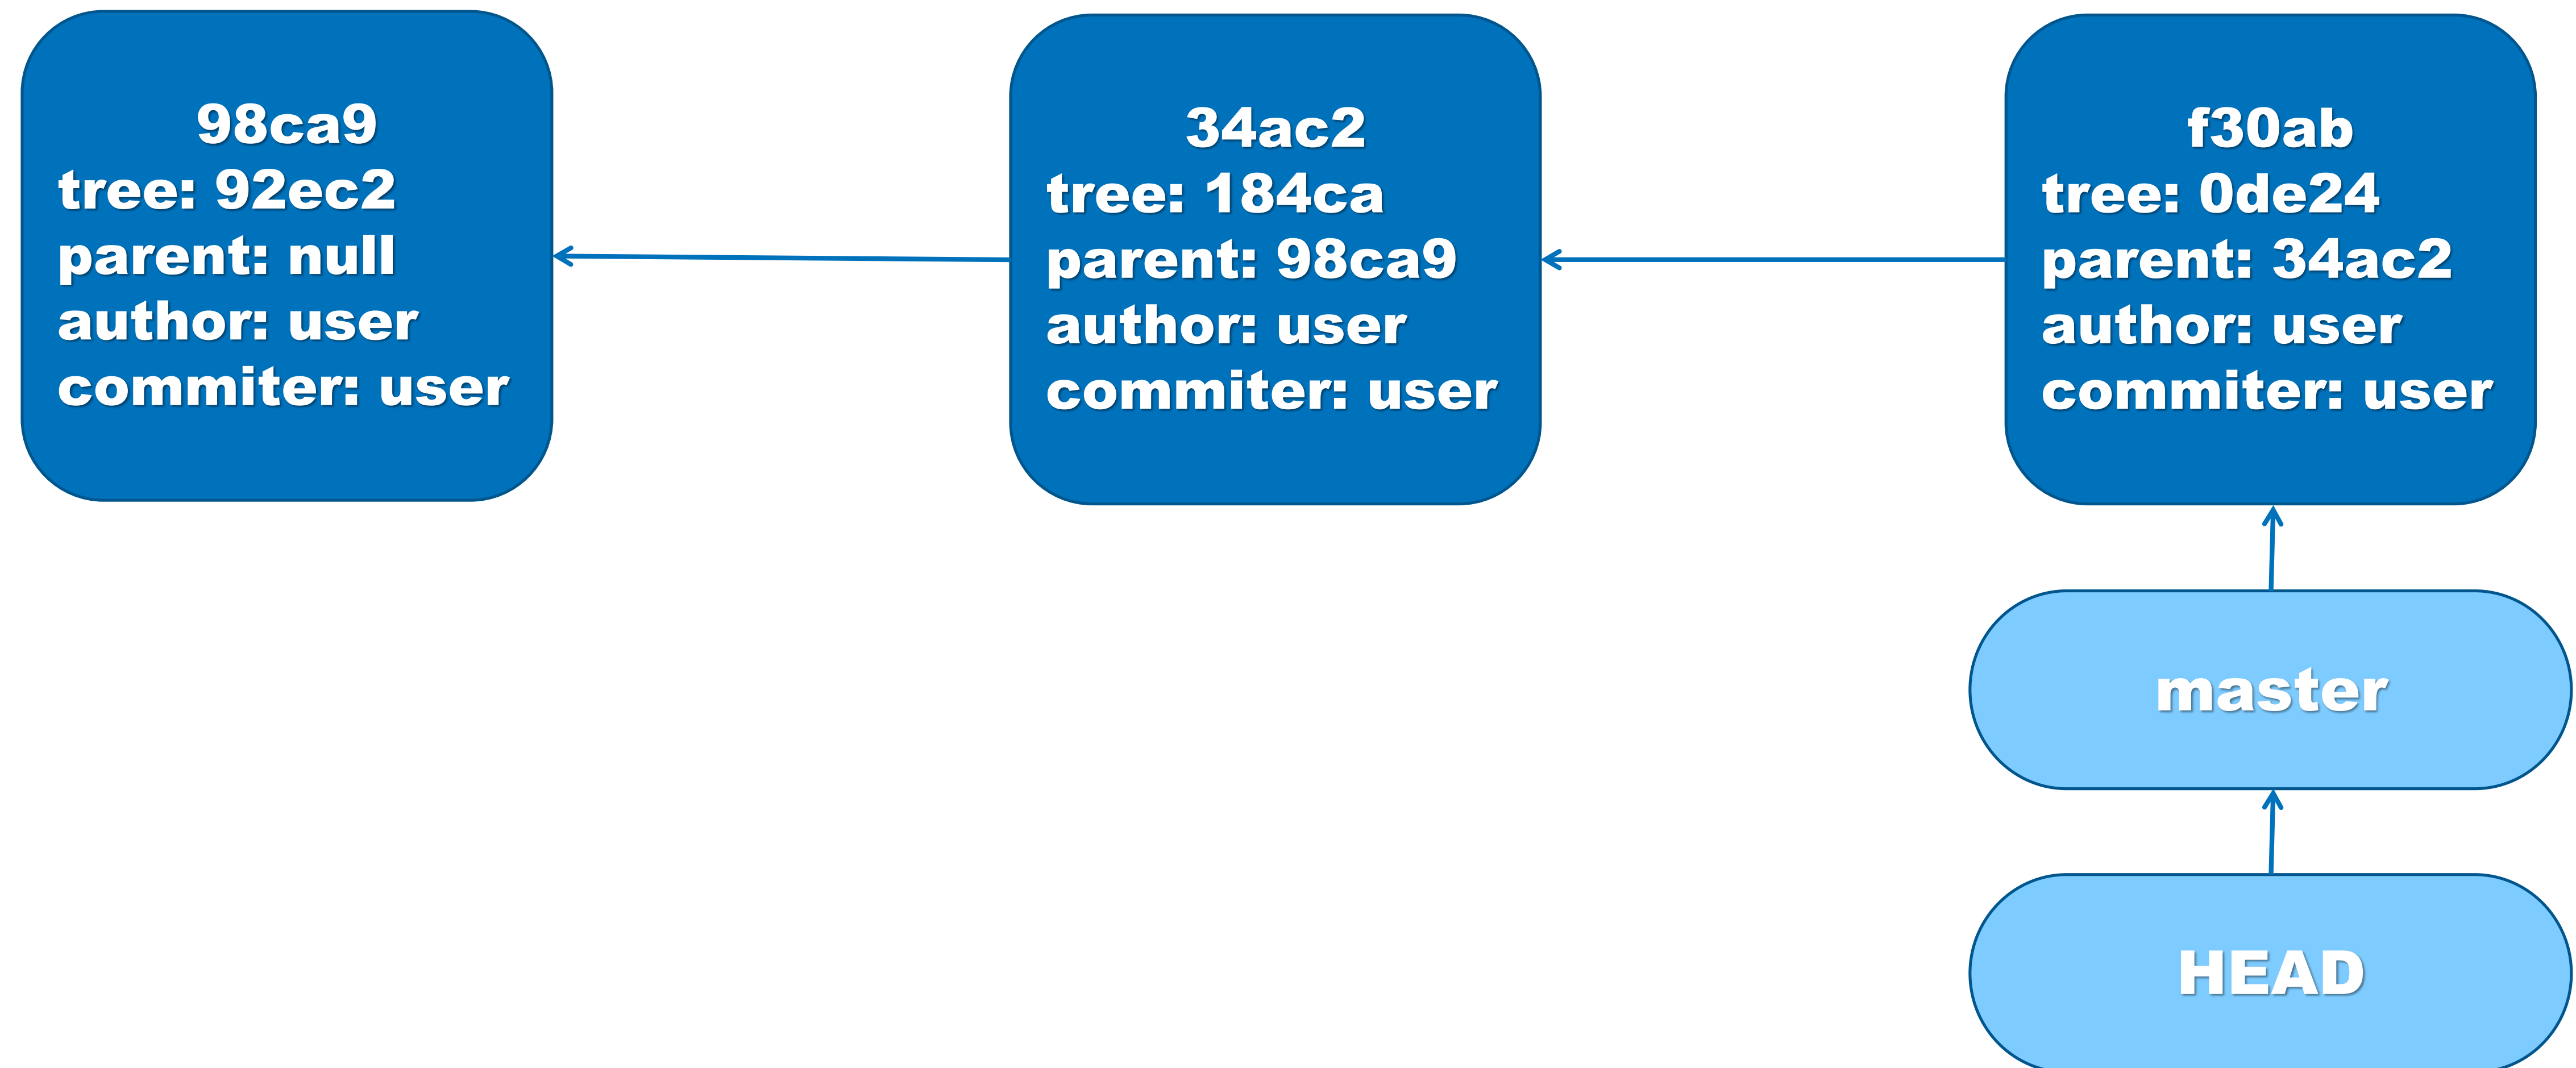 98ca9
tree: 92ec2
parent: null
author: user
commiter: user
34ac2
tree: 184ca
parent: 98ca9
author: user
commiter: user
f30ab
tree: 0de24
parent: 34ac2
author: user
commiter: user
master
HEAD